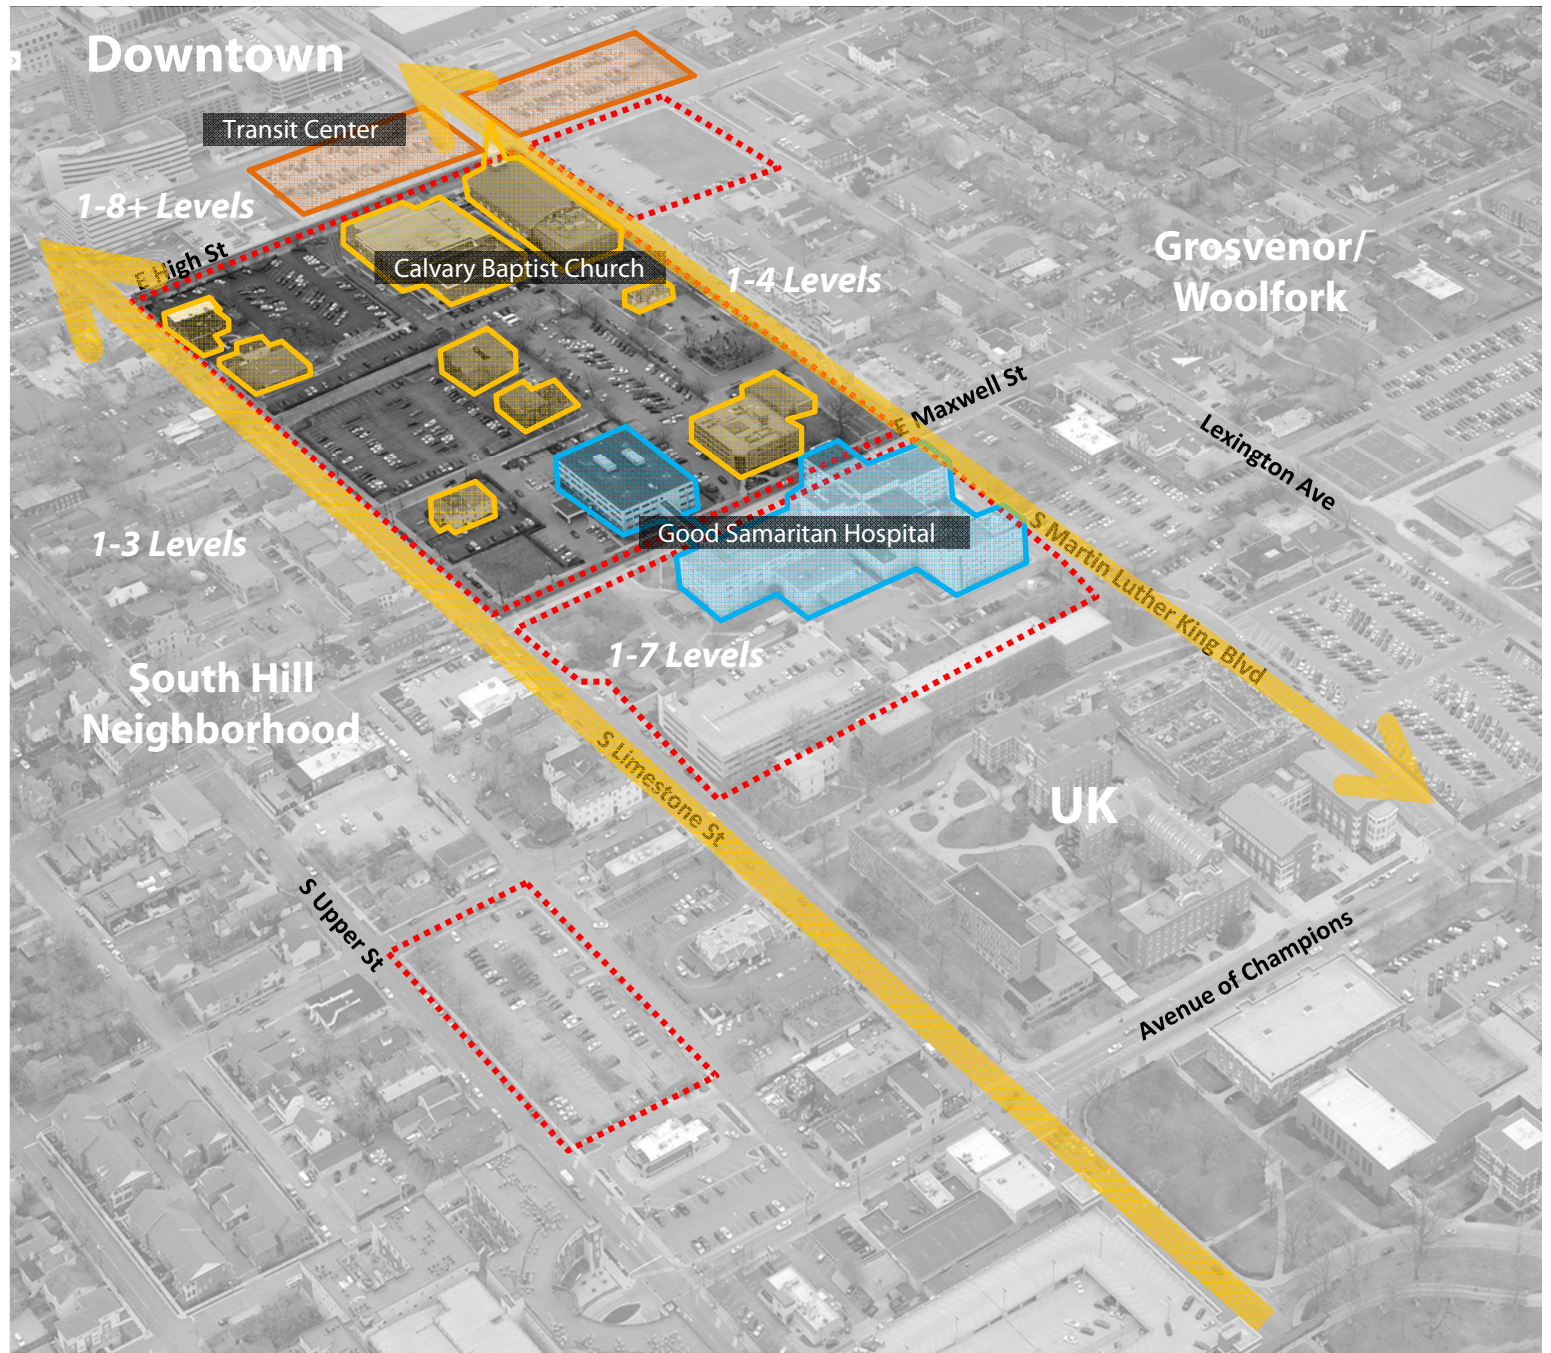 Downtown
Transit Center
1-8+ Levels
E High St
Calvary Baptist Church
1-4 Levels
Grosvenor/
Woolfork
E Maxwell St
Lexington Ave
Good Samaritan Hospital
S Martin Luther King Blvd
1-3 Levels
1-7 Levels
South Hill
Neighborhood
S Limestone St
UK
S Upper St
Avenue of Champions